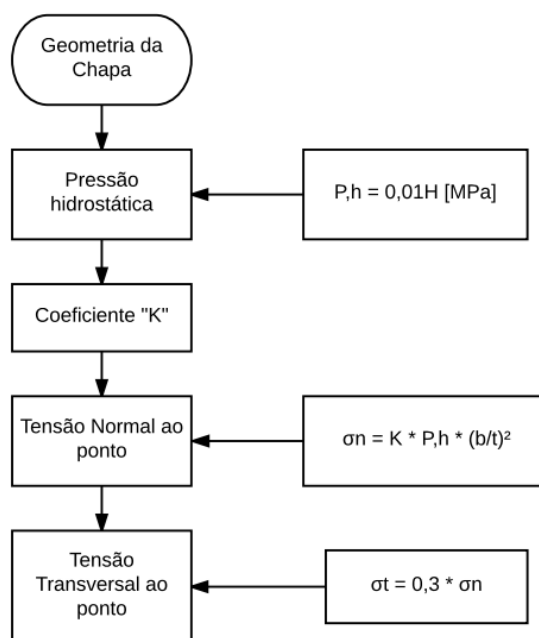 Geometria da
Chapa
Pressão
hidrostática
P,h = 0,01H [MPa]
Coeficiente "K"
Tensão Normal ao
ponto
σn = K * P,h * (b/t)²
Tensão
Transversal ao
ponto
σt = 0,3 * σn